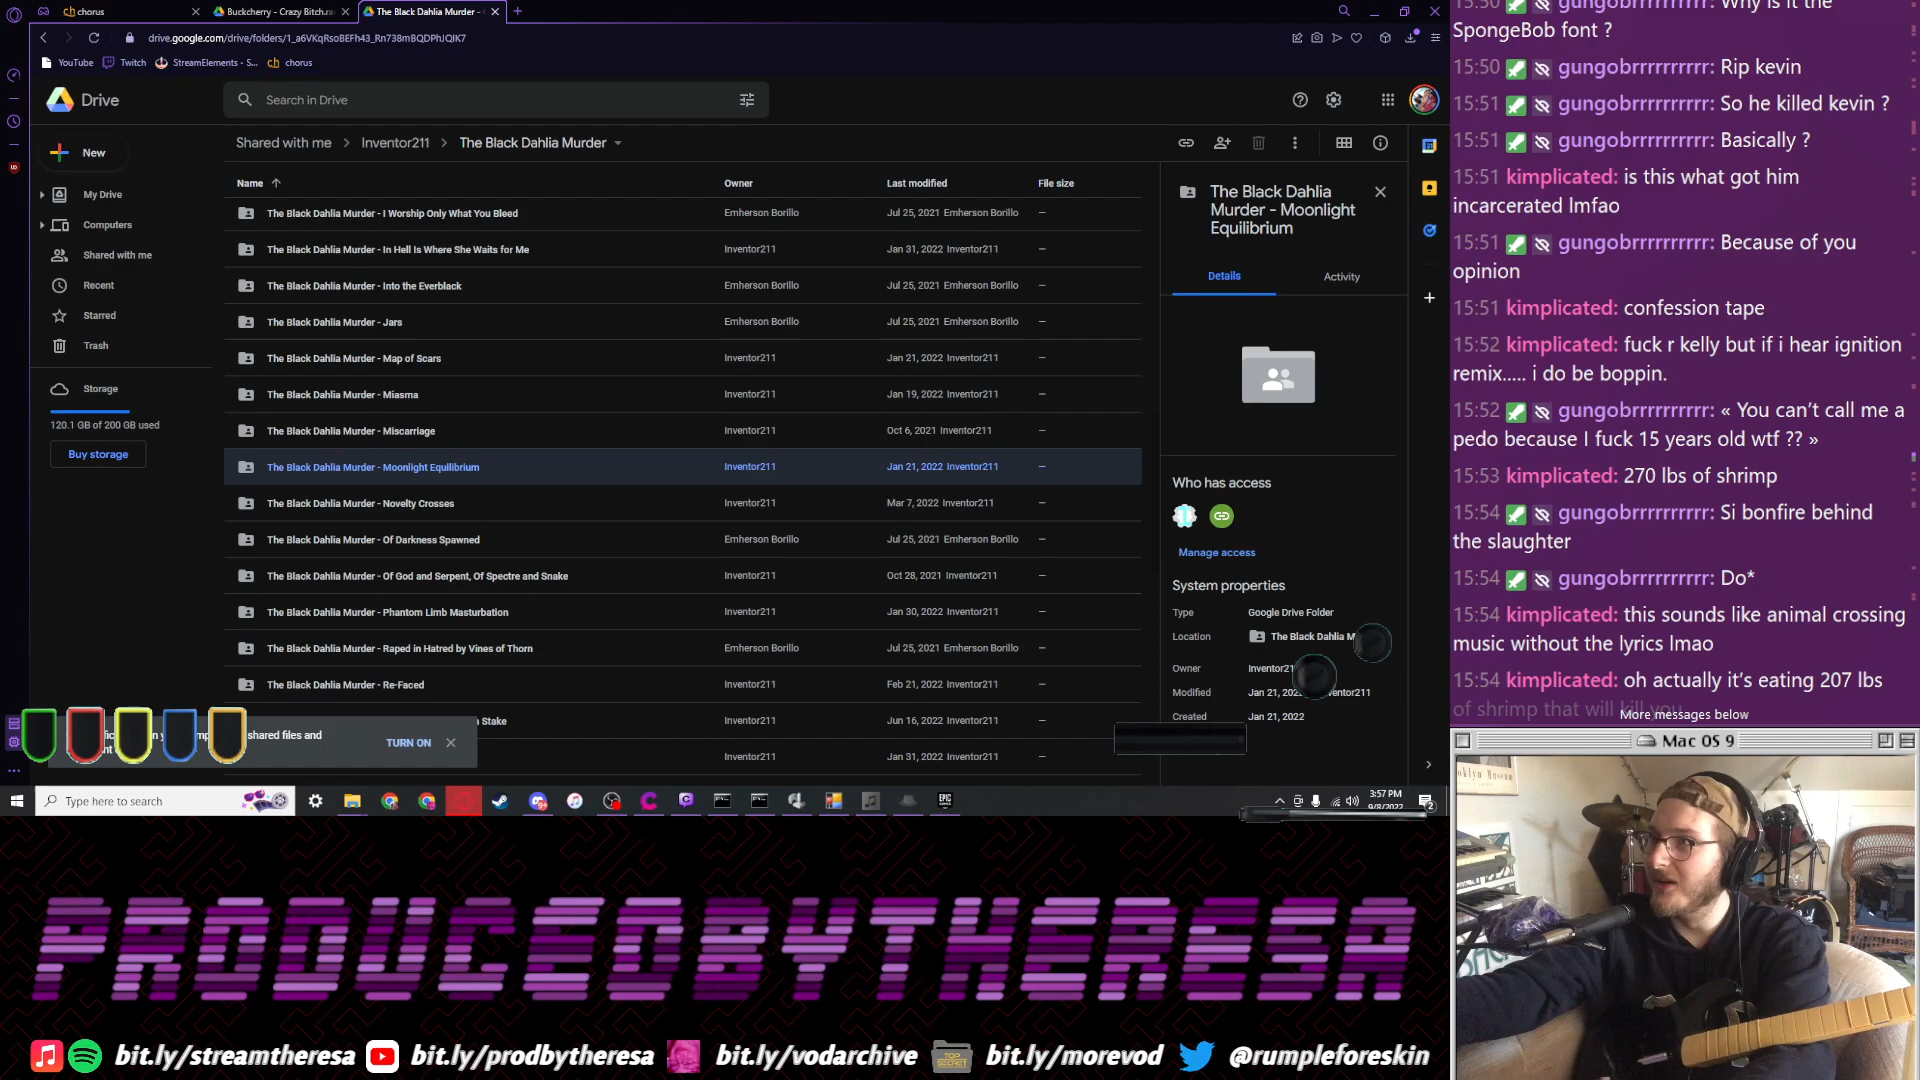 chorus
Buckcherry - Crazy Bitch.ra
The Black Dahlia Murder -
drive.google.com/drive/folders/1_a6VKqRsoBEFh43_Rn738mBQDPhJQIK7
YouTube
Twitch
StreamElements - S...
chorus
Drive
Search in Drive
New
My Drive
Computers
Shared with me
Recent
Starred
Trash
Storage
120.1 GB of 200 GB used
Buy storage
Shared with me > Inventor211 > The Black Dahlia Murder
Name Owner Last modified File size
The Black Dahlia Murder - I Worship Only What You Bleed Emherson Borillo Jul 25, 2021 Emherson Borillo —
The Black Dahlia Murder - In Hell Is Where She Waits for Me Inventor211 Jan 31, 2022 Inventor211 —
The Black Dahlia Murder - Into the Everblack Emherson Borillo Jul 25, 2021 Emherson Borillo —
The Black Dahlia Murder - Jars Emherson Borillo Jul 25, 2021 Emherson Borillo —
The Black Dahlia Murder - Map of Scars Inventor211 Jan 21, 2022 Inventor211 —
The Black Dahlia Murder - Miasma Inventor211 Jan 19, 2022 Inventor211 —
The Black Dahlia Murder - Miscarriage Inventor211 Oct 6, 2021 Inventor211 —
The Black Dahlia Murder - Moonlight Equilibrium Inventor211 Jan 21, 2022 Inventor211 —
The Black Dahlia Murder - Novelty Crosses Inventor211 Mar 7, 2022 Inventor211 —
The Black Dahlia Murder - Of Darkness Spawned Emherson Borillo Jul 25, 2021 Emherson Borillo —
The Black Dahlia Murder - Of God and Serpent, Of Spectre and Snake Inventor211 Oct 28, 2021 Inventor211 —
The Black Dahlia Murder - Phantom Limb Masturbation Inventor211 Jan 30, 2022 Inventor211 —
The Black Dahlia Murder - Raped in Hatred by Vines of Thorn Emherson Borillo Jul 25, 2021 Emherson Borillo —
The Black Dahlia Murder - Re-Faced Inventor211 Feb 21, 2022 Inventor211 —
Stake Inventor211 Jun 16, 2022 Inventor211 —
Inventor211 Jan 31, 2022 Inventor211 —
shared files and
TURN ON
The Black Dahlia
Murder - Moonlight
Equilibrium
Details
Activity
Who has access
Manage access
System properties
Type Google Drive Folder
Location The Black Dahlia M
Owner
Modified
Created Jan 21, 2022
Type here to search
3:57 PM
9/8/2022
15:50 Why is it the
SpongeBob font ?
15:50 gungobrrrrrrrrrr: Rip kevin
15:51 gungobrrrrrrrrrr: So he killed kevin ?
15:51 gungobrrrrrrrrrr: Basically ?
15:51 kimplicated: is this what got him
incarcerated lmfao
15:51 gungobrrrrrrrrrr: Because of you
opinion
15:51 kimplicated: confession tape
15:52 kimplicated: fuck r kelly but if i hear ignition
remix..... i do be boppin.
15:52 gungobrrrrrrrrrr: « You can't call me a
pedo because I fuck 15 years old wtf ?? »
15:53 kimplicated: 270 lbs of shrimp
15:54 gungobrrrrrrrrrr: Si bonfire behind
the slaughter
15:54 gungobrrrrrrrrrr: Do*
15:54 kimplicated: this sounds like animal crossing
music without the lyrics lmao
15:54 kimplicated: oh actually it's eating 207 lbs
of shrimp that will kill you
More messages below
Mac OS 9
PRODUCEDBYTHERESA
bit.ly/streamtheresa
bit.ly/prodbytheresa
bit.ly/vodarchive
TOP SECRET
bit.ly/morevod
@rumpleforeskin